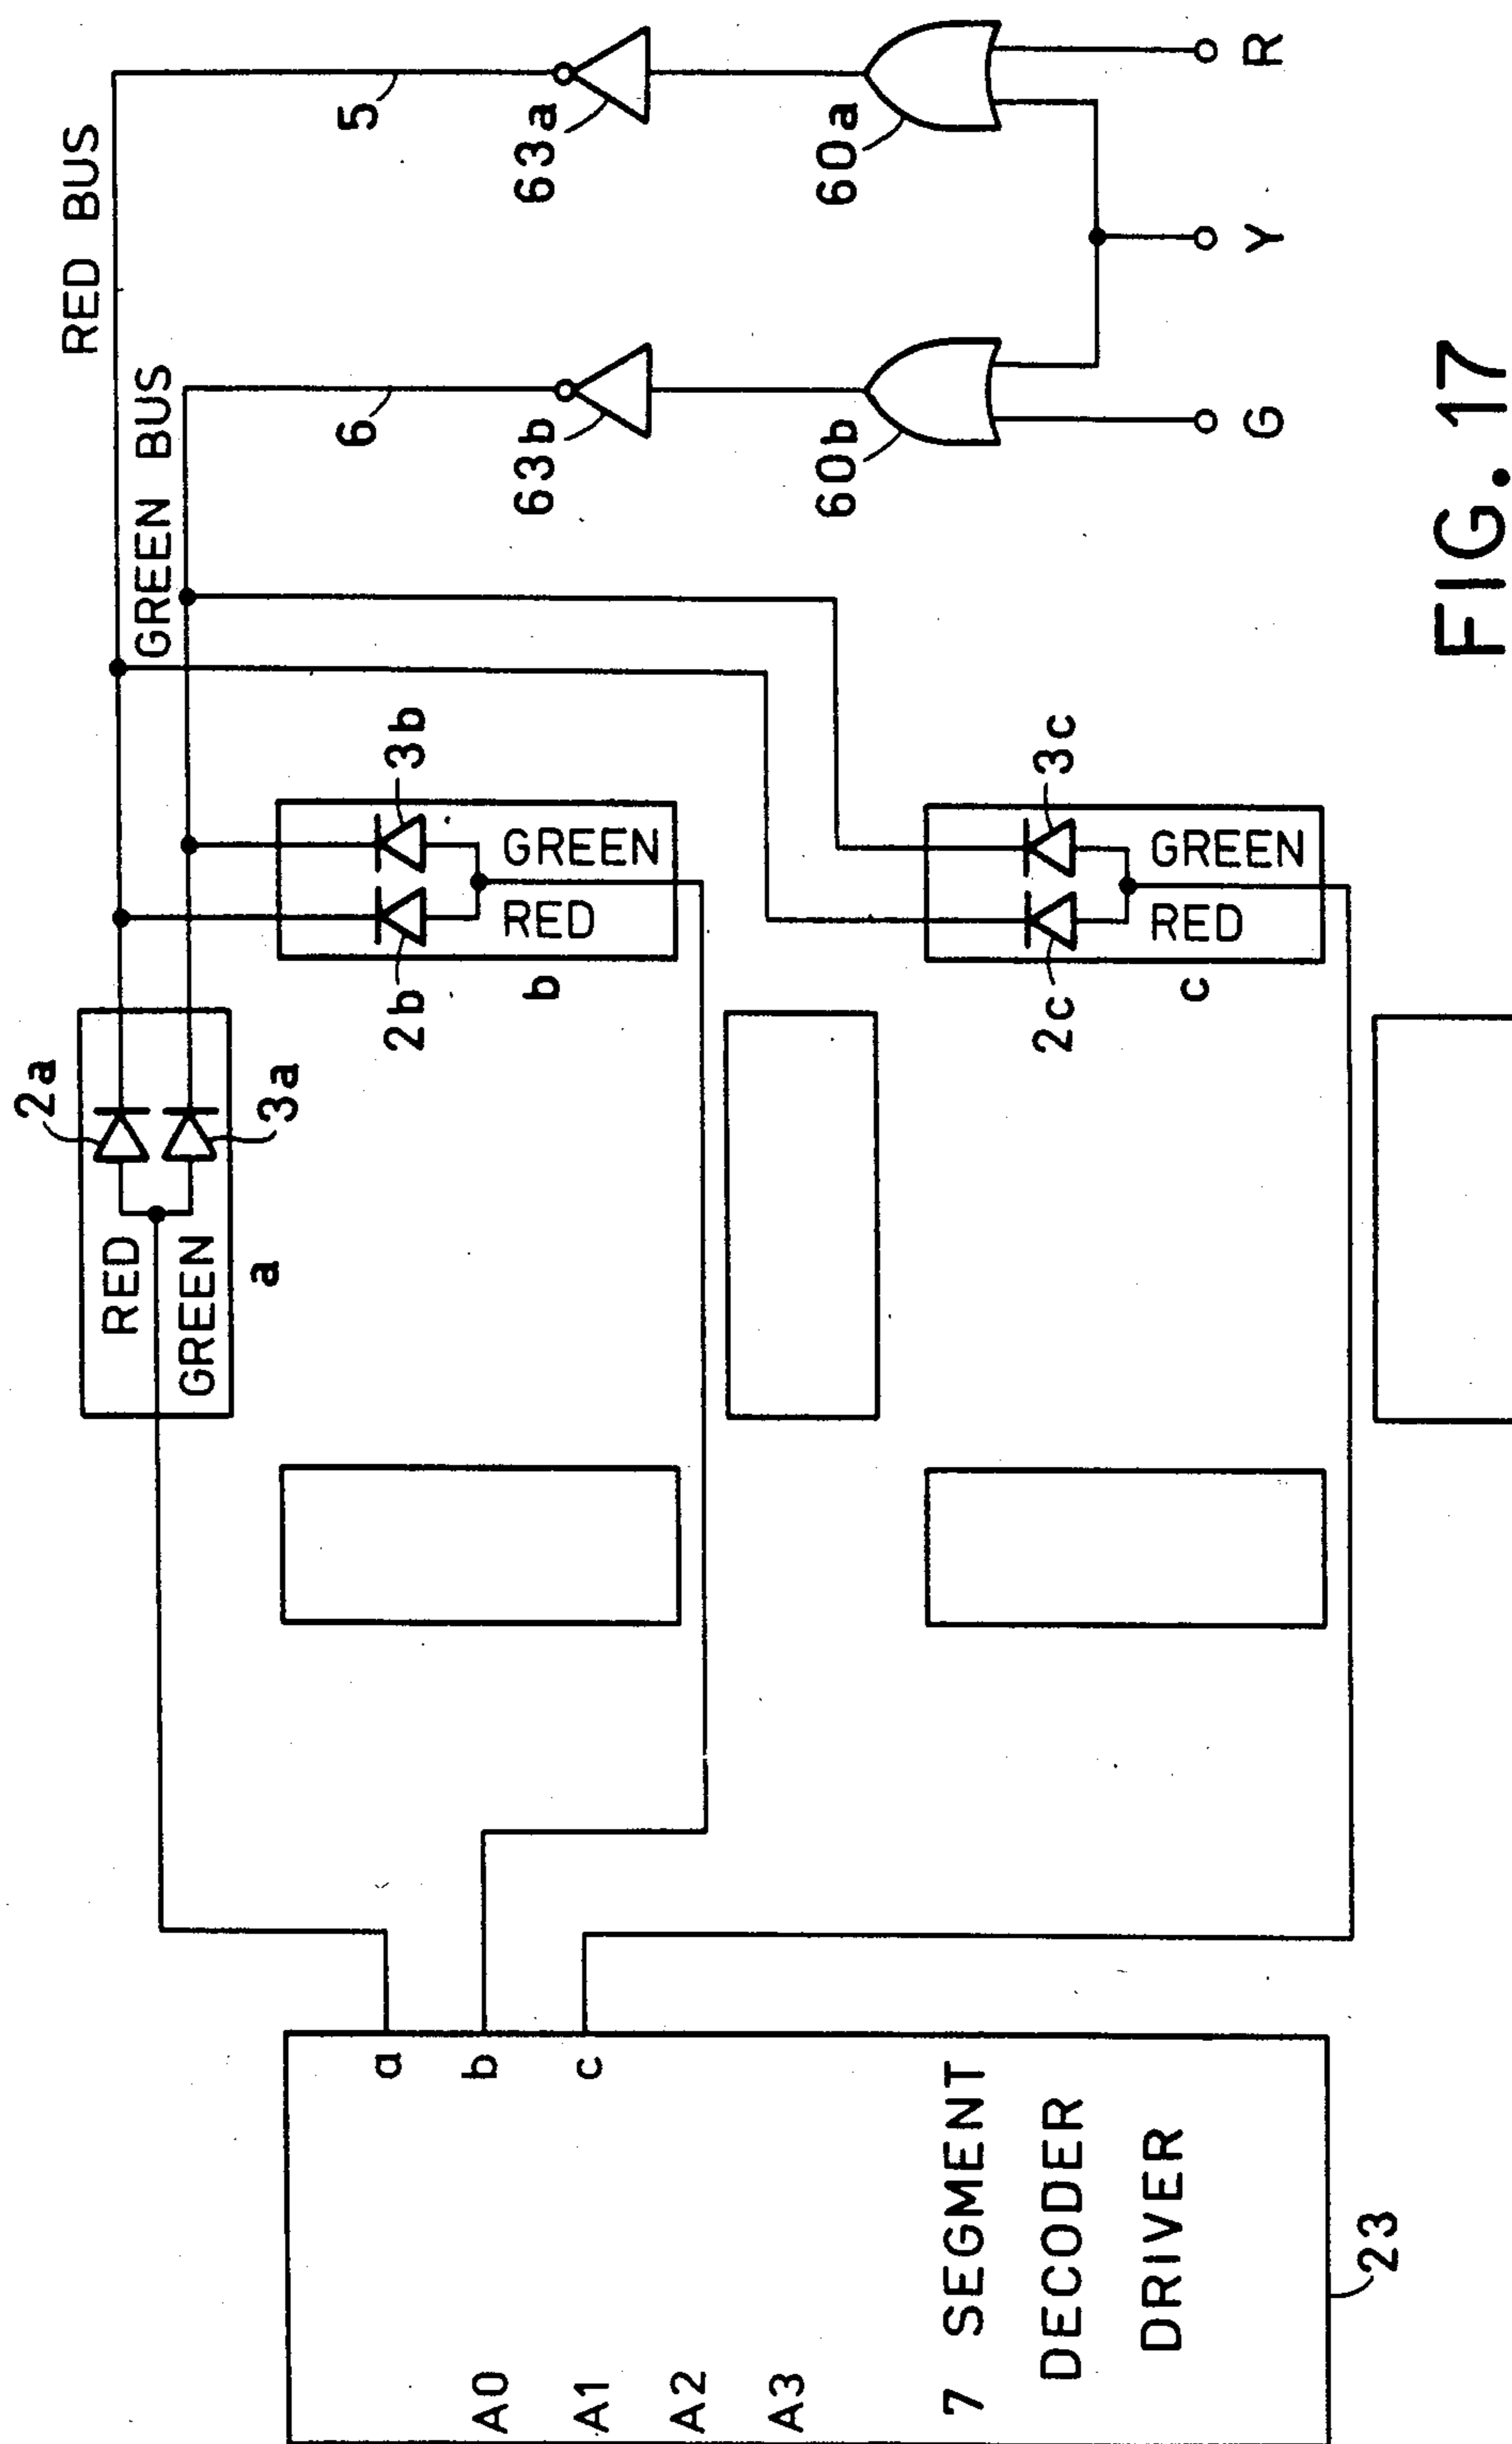 RED BUS
GREEN BUS
2a
RED
GREEN
3a
a
5
6
3b
GREEN
RED
2b
b
63a
63b
60a
60b
3c
GREEN
RED
2c
c
R
Y
G
a
b
c
A0
A1
A2
A3
7 SEGMENT
DECODER
DRIVER
23
FIG. 17